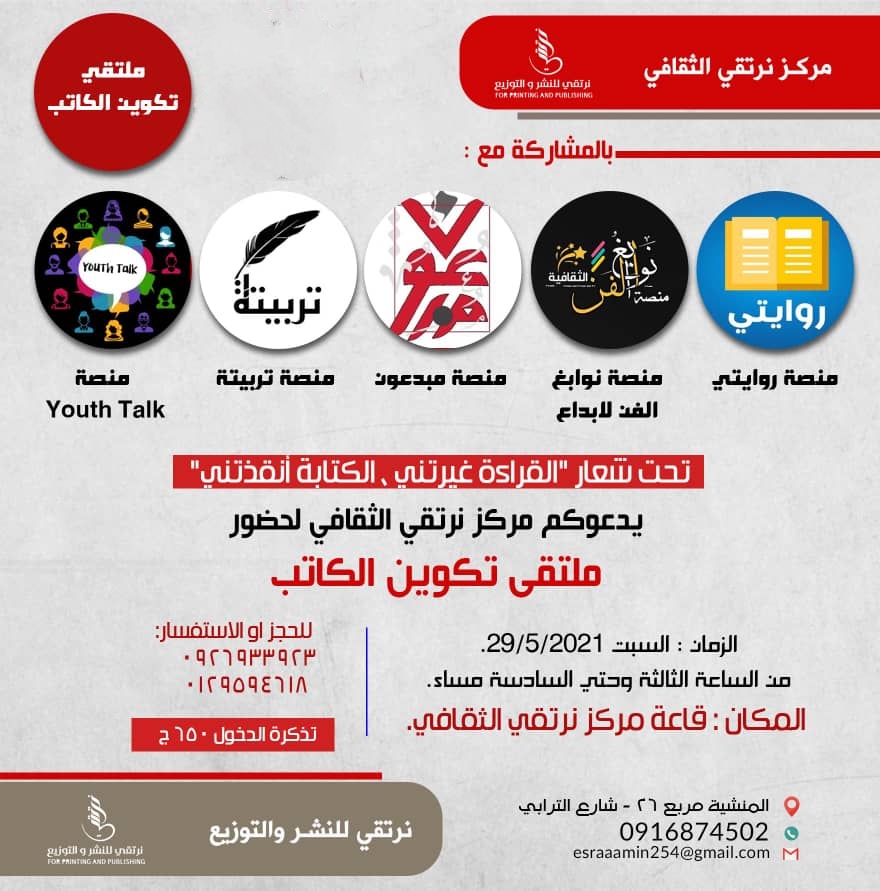 ملتقي
تكوين الكاتب
مركز نرتقي الثقافي
نرتقي للنشر و التوزيع
FOR PRINTING AND PUBLISHING
بالمشاركة مع :
روايتي
نوابغ
الفن
الثقافية
منصة
مبدعون
تربيتة
Youth Talk
منصة روايتي
منصة نوابغ
الفن لابداع
منصة مبدعون
منصة تربيتة
منصة
Youth Talk
تحت شعار "القراءة غيرتني ، الكتابة أنقذتني"
يدعوكم مركز نرتقي الثقافي لحضور
ملتقى تكوين الكاتب
الزمان : السبت 29/5/2021.
من الساعة الثالثة وحتي السادسة مساء.
المكان : قاعة مركز نرتقي الثقافي.
للحجز او الاستفسار:
٠٩٢٦٩٣٣٩٢٣
٠١٢٩٥٩٤٦١٨
تذكرة الدخول ٦٥٠ ج
المنشية مربع ٢٦ - شارع الترابي
0916874502
esraaamin254@gmail.com
نرتقي للنشر والتوزيع
نرتقي للنشر و التوزيع
FOR PRINTING AND PUBLISHING